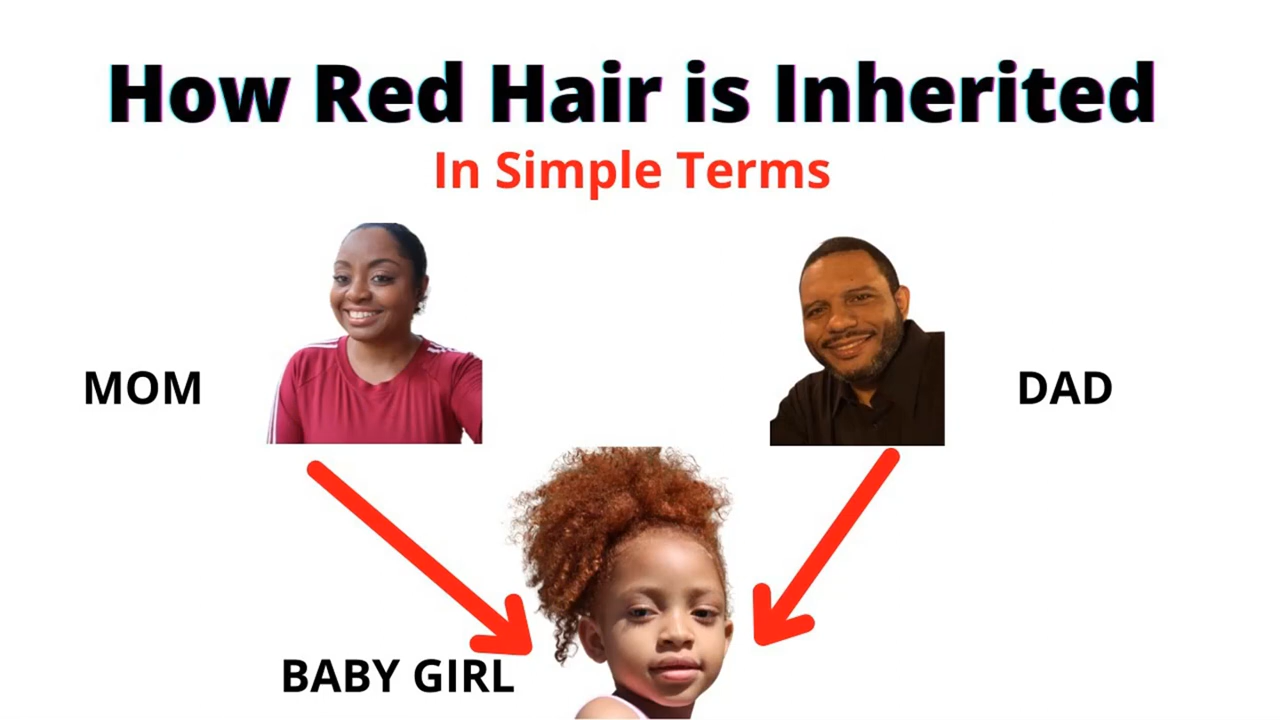 How Red Hair is Inherited
In Simple Terms
MOM
DAD
BABY GIRL